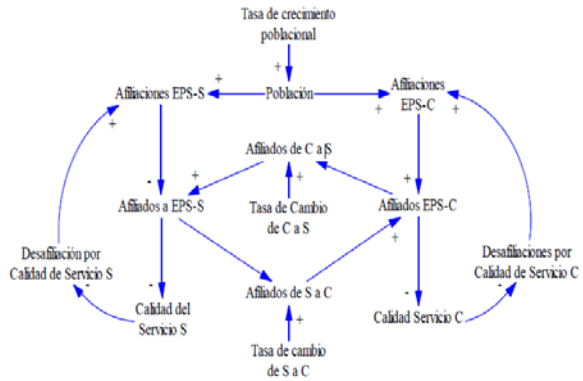 Tasa de crecimiento
poblacional
+
Afiliaciones EPS-S
+
Población
+
Afiliaciones
EPS-C
+
+
Afiliados de C a S
+
+
-
Afiliados a EPS-S
Tasa de Cambio
de C a S
+
Afiliados EPS-C
+
Desafiliación por
Calidad de Servicio S
-
-
Calidad del
Servicio S
Afiliados de S a C
+
Tasa de cambio
de S a C
-
Calidad Servicio C
Desafiliaciones por
Calidad de Servicio C
-